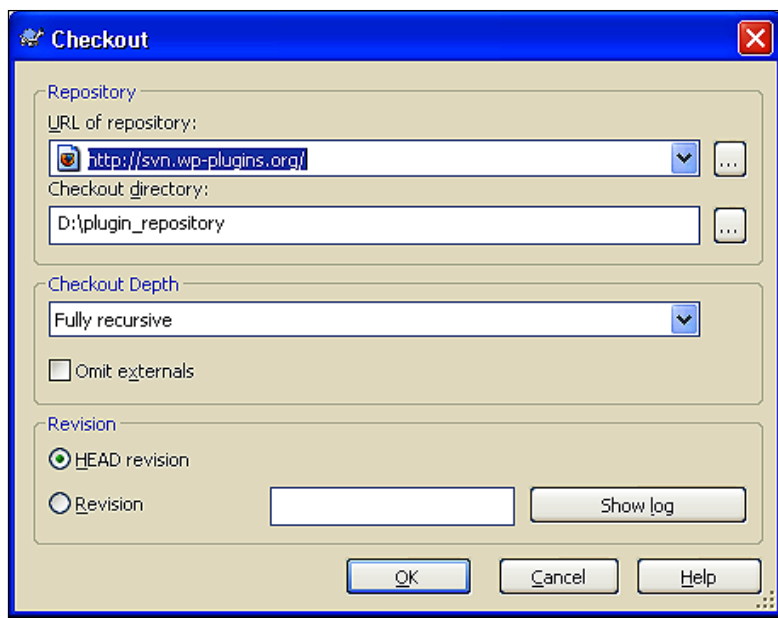 Checkout
Repository
URL of repository:
http://svn.wp-plugins.org/
...
Checkout directory:
D:\plugin_repository
...
Checkout Depth
Fully recursive
Omit externals
Revision
HEAD revision
Revision
Show log
OK Cancel Help